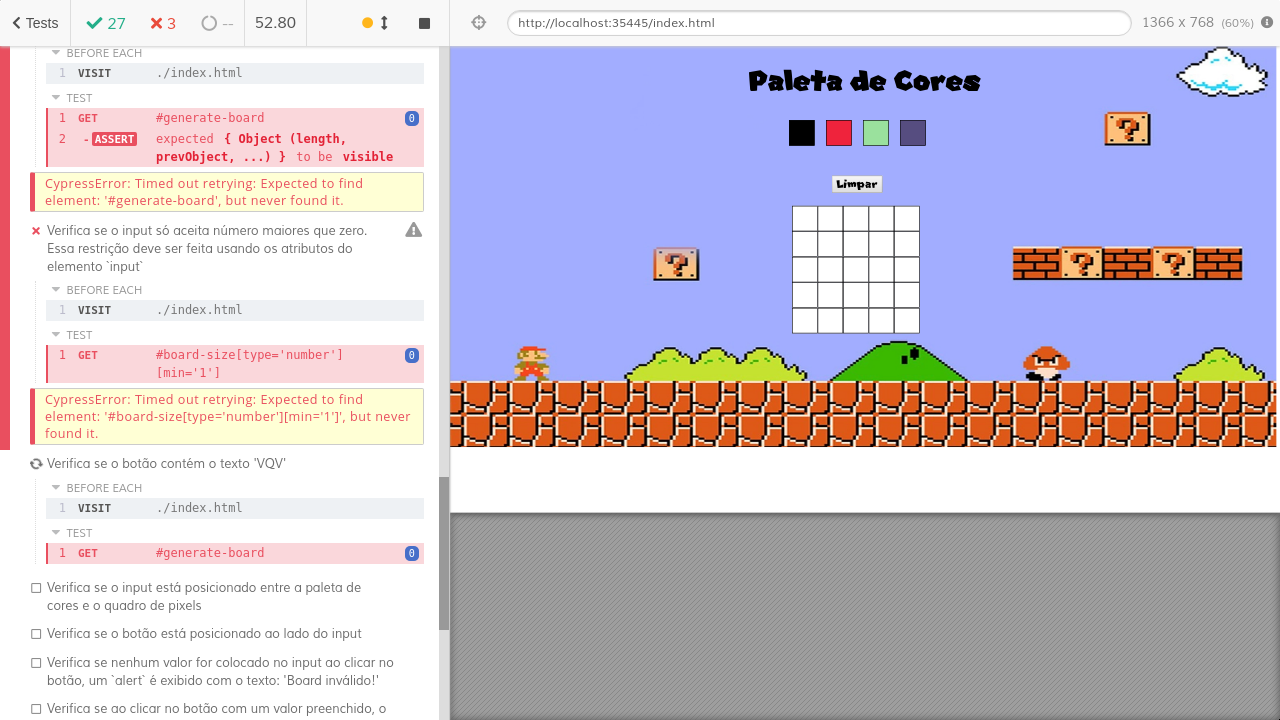 Tests
27
3
--
52.80
http://localhost:35445/index.html
1366 x 768 (60%)
BEFORE EACH
1 VISIT ./index.html
TEST
1 GET #generate-board 0
2 -ASSERT expected { Object (length,
prevObject, ...) } to be visible
CypressError: Timed out retrying: Expected to find
element: '#generate-board', but never found it.
Verifica se o input só aceita número maiores que zero.
Essa restrição deve ser feita usando os atributos do
elemento `input`
BEFORE EACH
1 VISIT ./index.html
TEST
1 GET #board-size[type='number'] 0
[min='1']
CypressError: Timed out retrying: Expected to find
element: '#board-size[type='number'][min='1']', but never
found it.
Verifica se o botão contém o texto 'VQV'
BEFORE EACH
1 VISIT ./index.html
TEST
1 GET #generate-board 0
Verifica se o input está posicionado entre a paleta de
cores e o quadro de pixels
Verifica se o botão está posicionado ao lado do input
Verifica se nenhum valor for colocado no input ao clicar no
botão, um `alert` é exibido com o texto: 'Board inválido!'
Verifica se ao clicar no botão com um valor preenchido, o
Paleta de Cores
?
Limpar
?
? ?